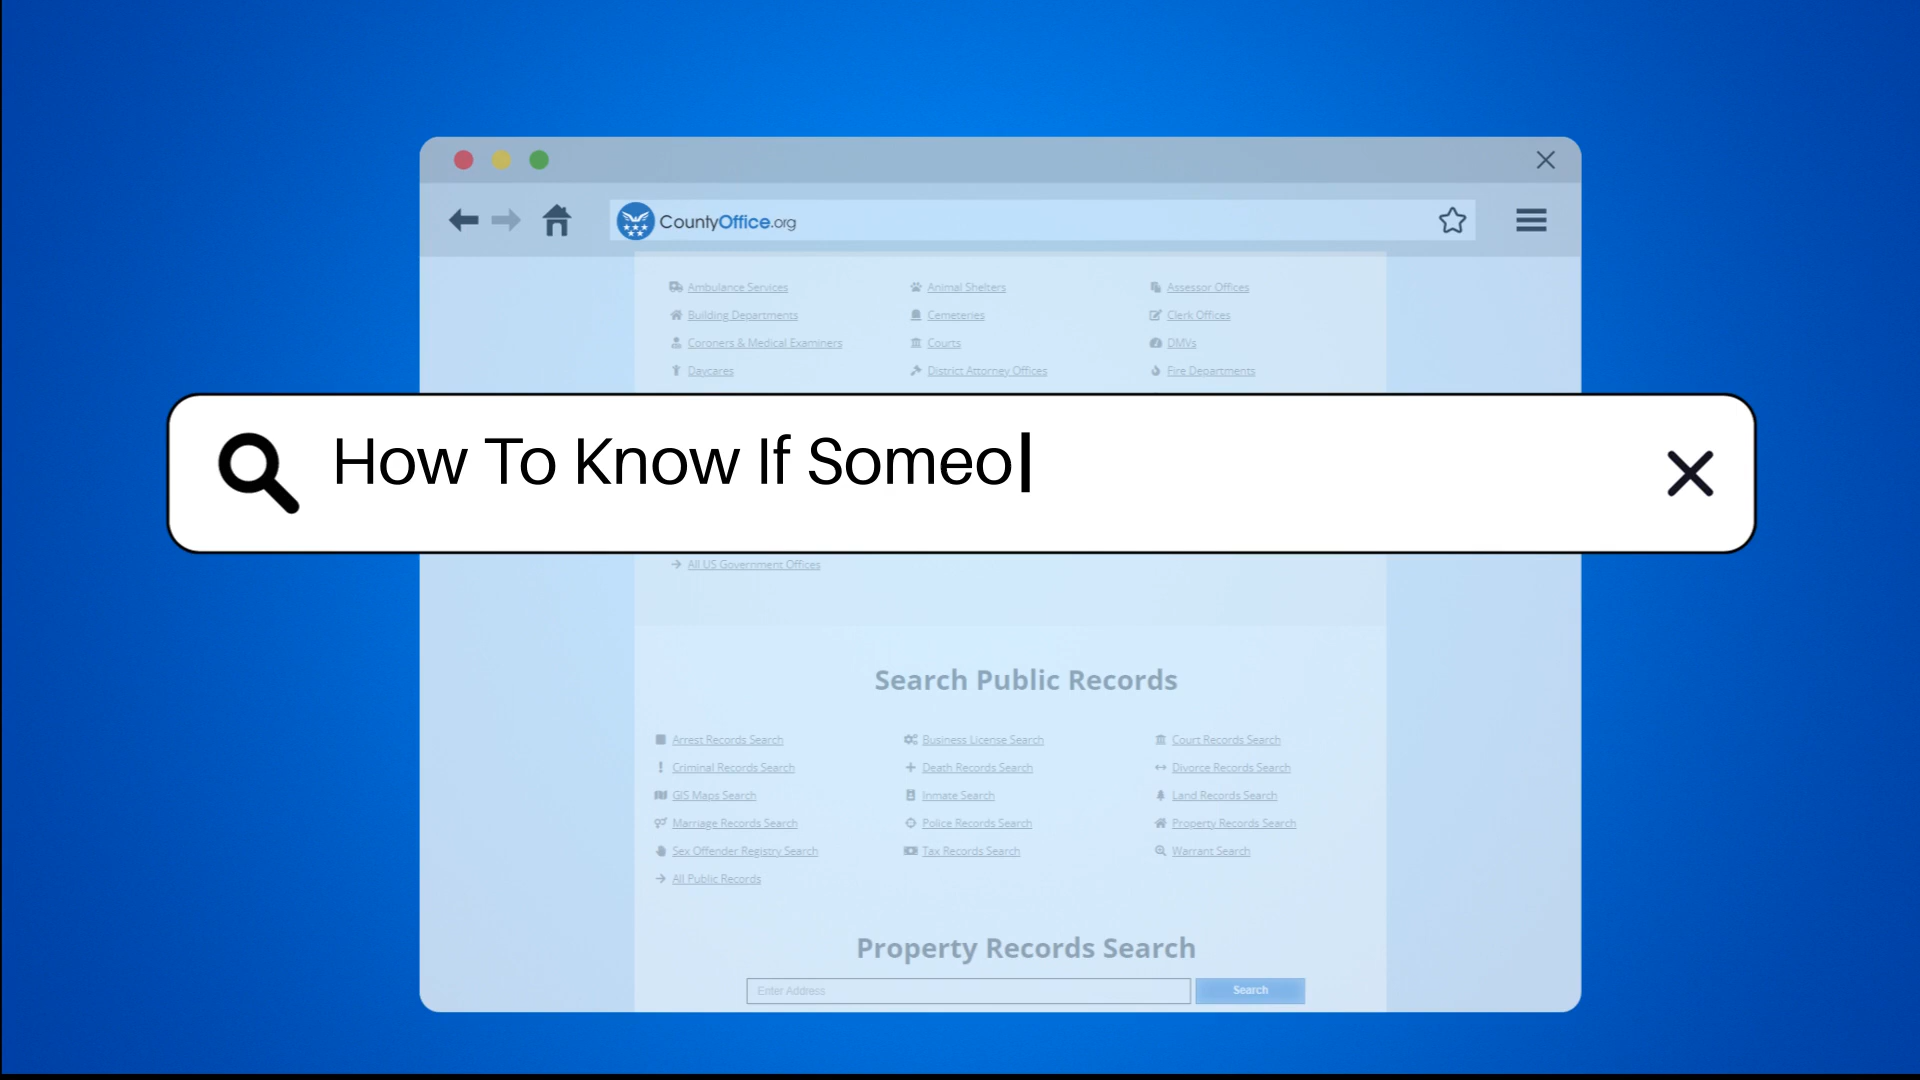 CountyOffice.org
Ambulance Services Animal Shelters Assessor Offices
Building Departments Cemeteries Clerk Offices
Coroners & Medical Examiners Courts DMVs
Daycares District Attorney Offices Fire Departments
How To Know If Someo
All US Government Offices
Search Public Records
Arrest Records Search Business License Search Court Records Search
Criminal Records Search Death Records Search Divorce Records Search
GIS Maps Search Inmate Search Land Records Search
Marriage Records Search Police Records Search Property Records Search
Sex Offender Registry Search Tax Records Search Warrant Search
All Public Records
Property Records Search
Enter Address Search